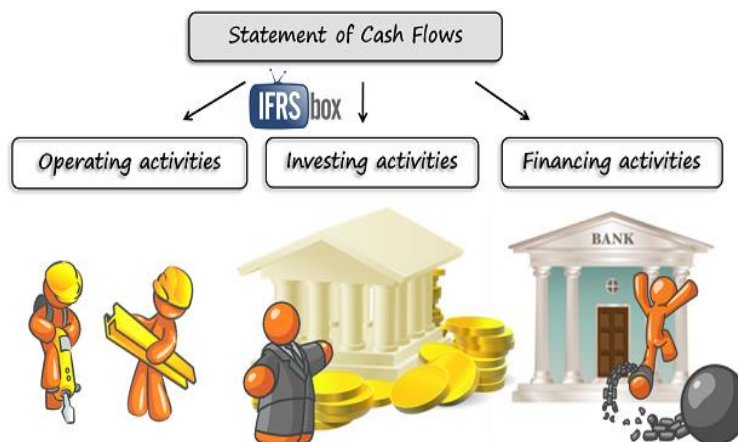 Statement of Cash Flows
IFRS box
Operating activities
Investing activities
Financing activities
BANK